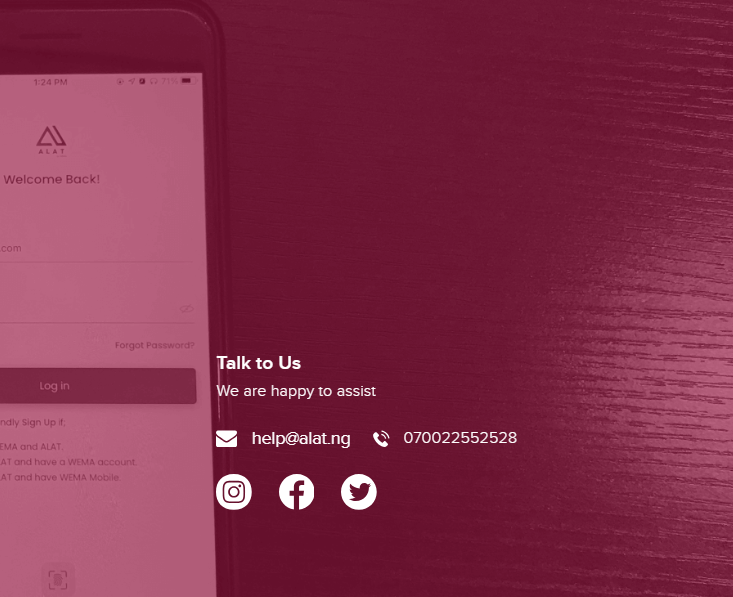 1:24 PM
71%
ALAT
Welcome Back!
com
Forgot Password?
Log in
Sign Up if;
EMA and ALAT.
AT and have a WEMA account.
AT and have WEMA Mobile
Talk to Us
We are happy to assist
help@alat.ng 070022552528